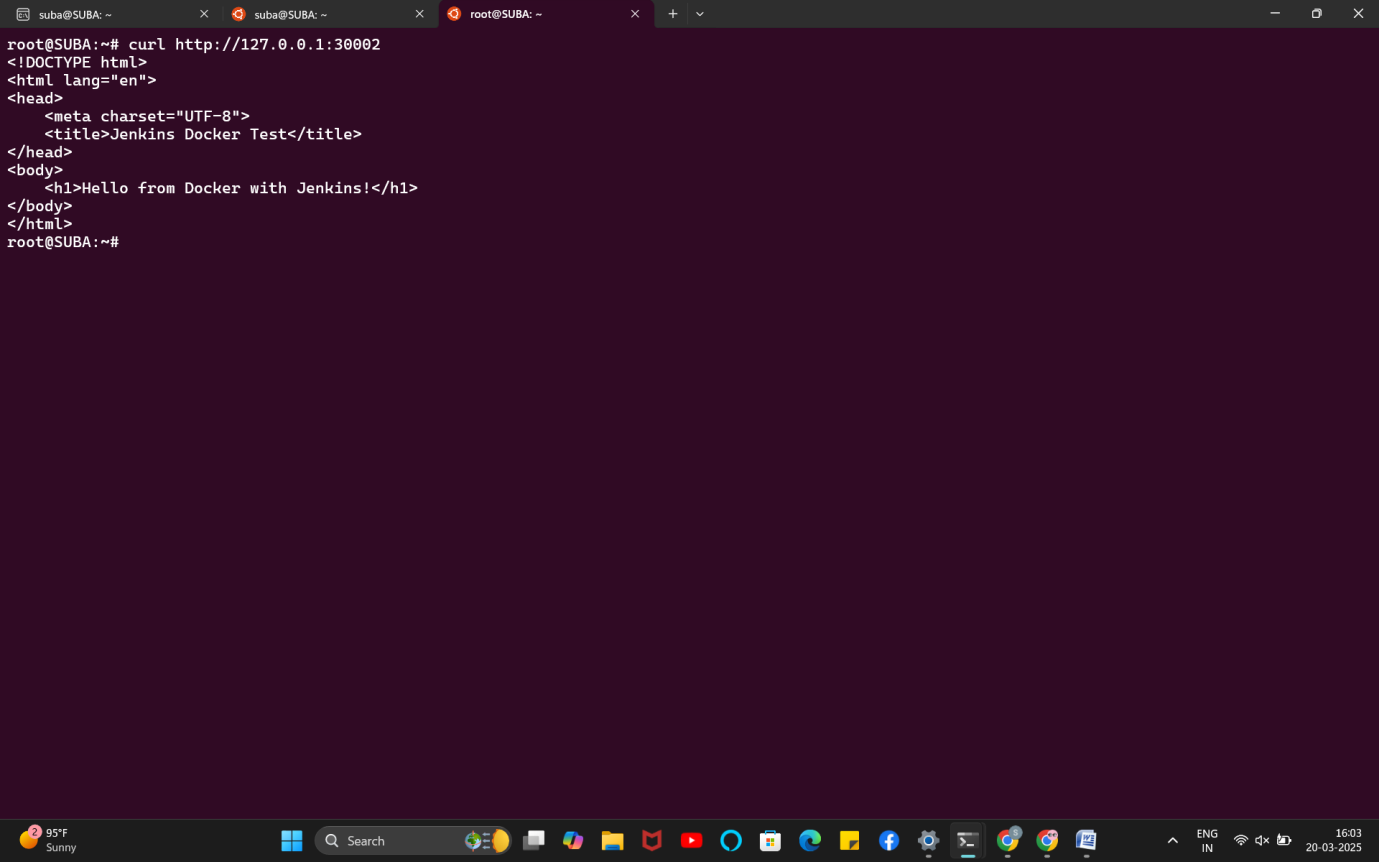 suba@SUBA: ~
suba@SUBA: ~
root@SUBA: ~
root@SUBA:~# curl http://127.0.0.1:30002
<!DOCTYPE html>
<html lang="en">
<head>
    <meta charset="UTF-8">
    <title>Jenkins Docker Test</title>
</head>
<body>
    <h1>Hello from Docker with Jenkins!</h1>
</body>
</html>
root@SUBA:~#
2
95°F
Sunny
Search
S
ENG
IN
16:03
20-03-2025